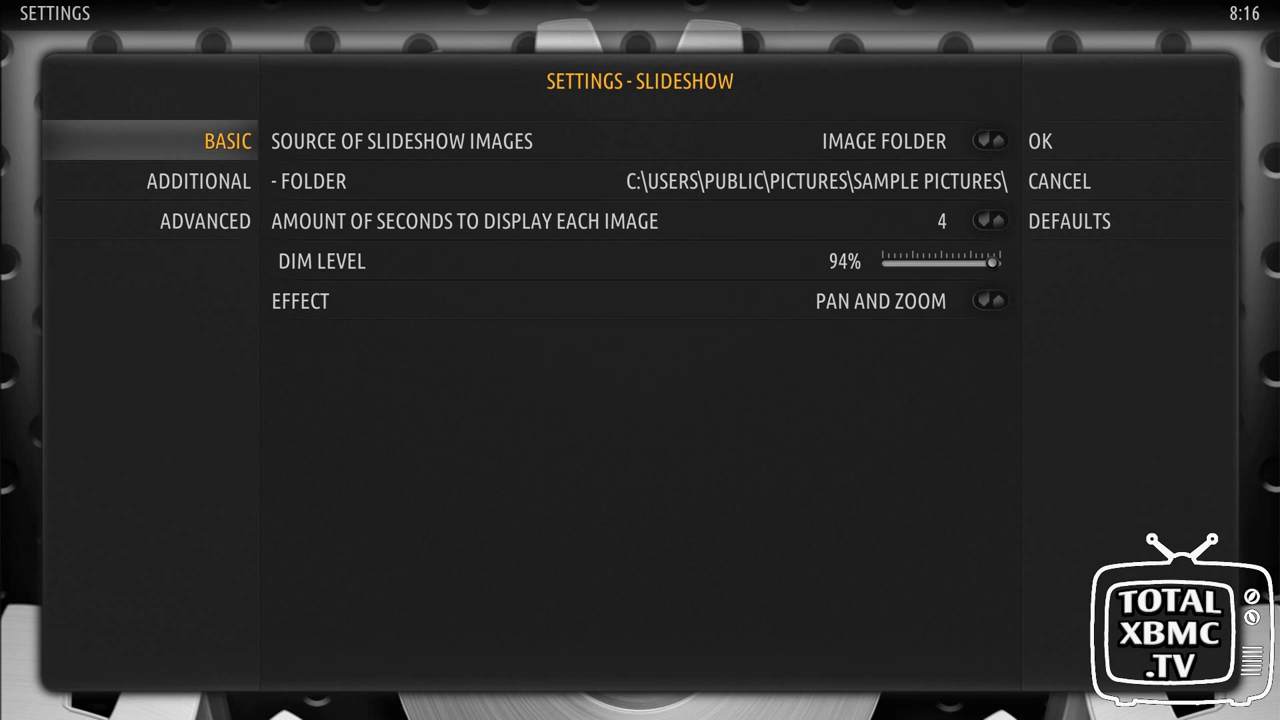 SETTINGS
8:16
SETTINGS - SLIDESHOW
BASIC
ADDITIONAL
ADVANCED
SOURCE OF SLIDESHOW IMAGES IMAGE FOLDER
- FOLDER C:\USERS\PUBLIC\PICTURES\SAMPLE PICTURES\
AMOUNT OF SECONDS TO DISPLAY EACH IMAGE 4
DIM LEVEL 94%
EFFECT PAN AND ZOOM
OK
CANCEL
DEFAULTS
TOTAL
XBMC
.TV